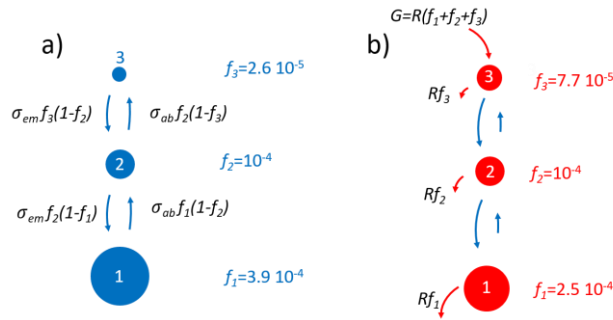 a)
3
f₃=2.6 10⁻⁵
σₑₘf₃(1-f₂)
σₐbf₂(1-f₃)
2
f₂=10⁻⁴
σₑₘf₂(1-f₁)
σₐbf₁(1-f₂)
1
f₁=3.9 10⁻⁴
b)
G=R(f₁+f₂+f₃)
3
f₃=7.7 10⁻⁵
Rf₃
2
f₂=10⁻⁴
Rf₂
1
f₁=2.5 10⁻⁴
Rf₁